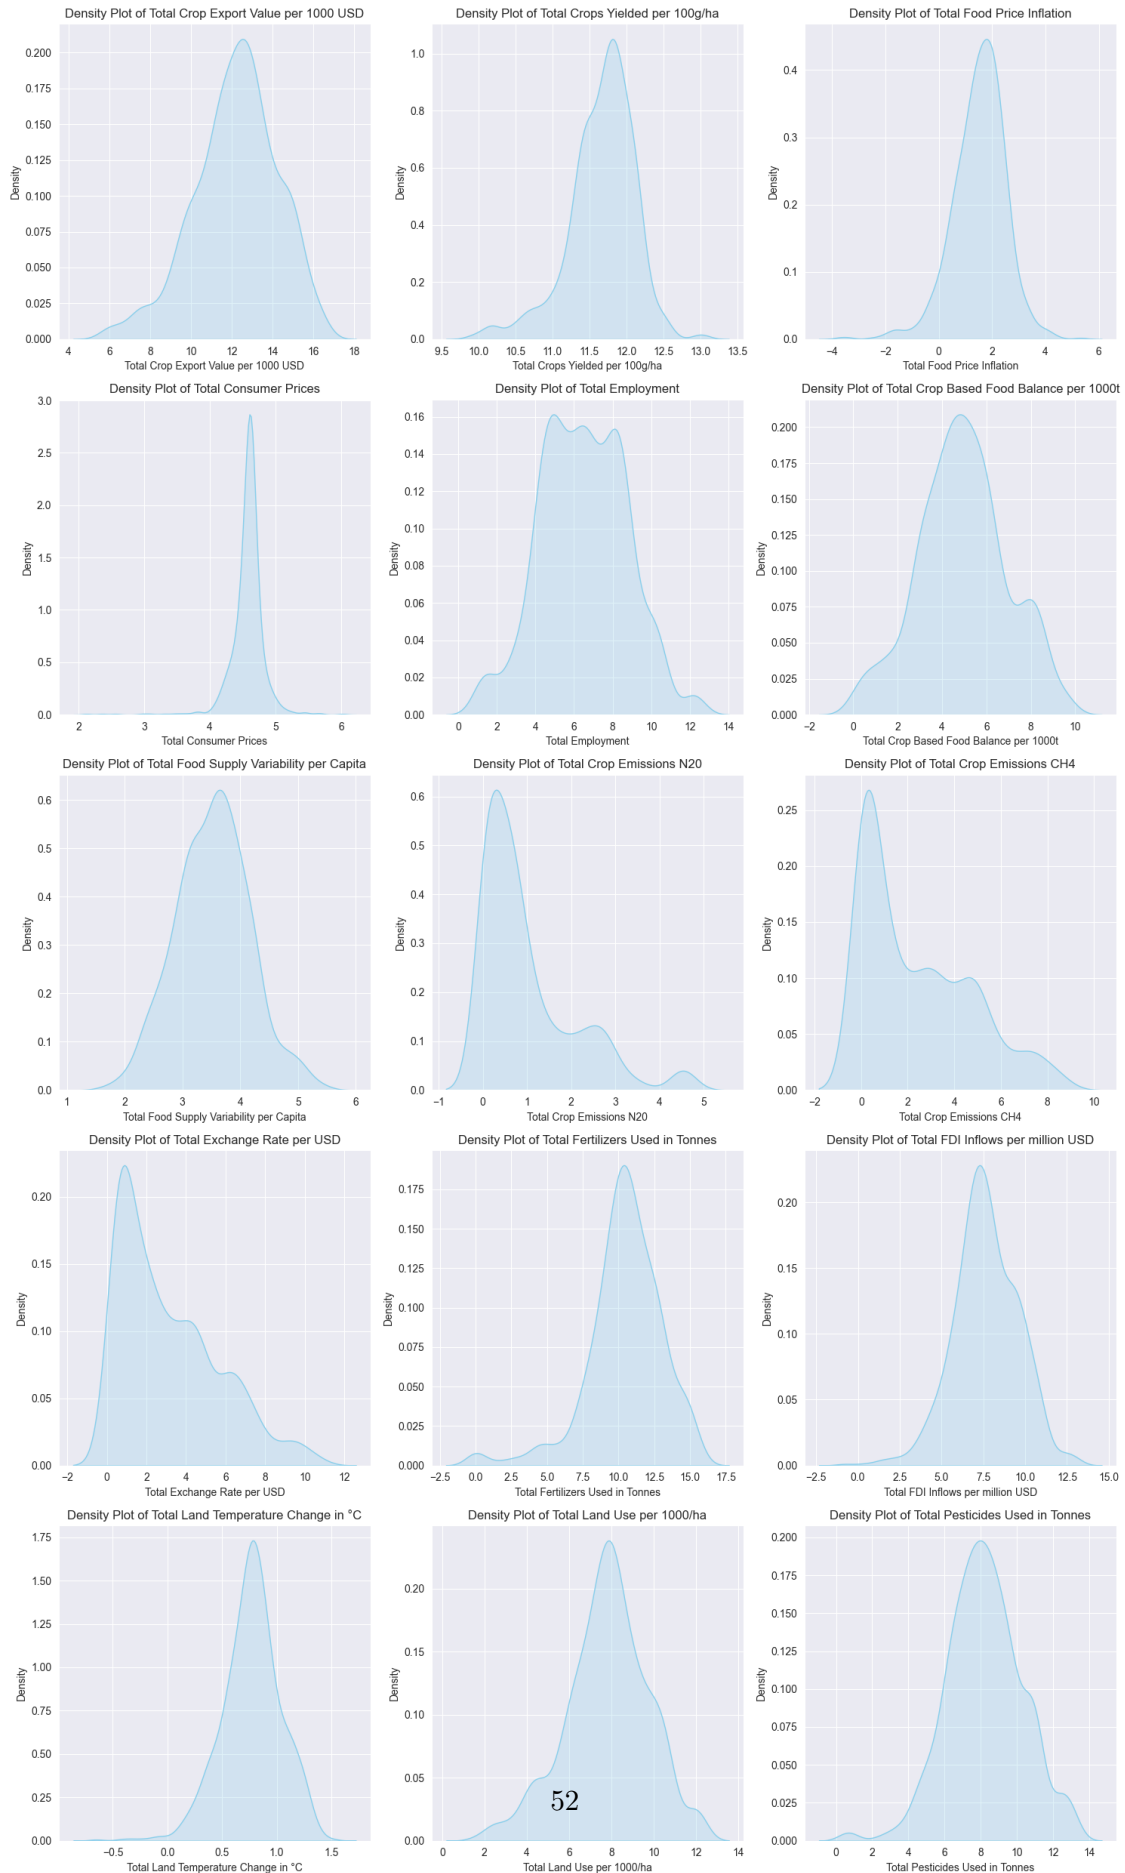 Density Plot of Total Crop Export Value per 1000 USD
Density
0.200
0.175
0.150
0.125
0.100
0.075
0.050
0.025
0.000
4 6 8 10 12 14 16 18
Total Crop Export Value per 1000 USD
Density Plot of Total Crops Yielded per 100g/ha
Density
1.0
0.8
0.6
0.4
0.2
0.0
9.5 10.0 10.5 11.0 11.5 12.0 12.5 13.0 13.5
Total Crops Yielded per 100g/ha
Density Plot of Total Food Price Inflation
Density
0.4
0.3
0.2
0.1
0.0
−4 −2 0 2 4 6
Total Food Price Inflation
Density Plot of Total Consumer Prices
Density
3.0
2.5
2.0
1.5
1.0
0.5
0.0
2 3 4 5 6
Total Consumer Prices
Density Plot of Total Employment
Density
0.16
0.14
0.12
0.10
0.08
0.06
0.04
0.02
0.00
0 2 4 6 8 10 12 14
Total Employment
Density Plot of Total Crop Based Food Balance per 1000t
Density
0.200
0.175
0.150
0.125
0.100
0.075
0.050
0.025
0.000
−2 0 2 4 6 8 10
Total Crop Based Food Balance per 1000t
Density Plot of Total Food Supply Variability per Capita
Density
0.6
0.5
0.4
0.3
0.2
0.1
0.0
1 2 3 4 5 6
Total Food Supply Variability per Capita
Density Plot of Total Crop Emissions N20
Density
0.6
0.5
0.4
0.3
0.2
0.1
0.0
−1 0 1 2 3 4 5
Total Crop Emissions N20
Density Plot of Total Crop Emissions CH4
Density
0.25
0.20
0.15
0.10
0.05
0.00
−2 0 2 4 6 8 10
Total Crop Emissions CH4
Density Plot of Total Exchange Rate per USD
Density
0.20
0.15
0.10
0.05
0.00
−2 0 2 4 6 8 10 12
Total Exchange Rate per USD
Density Plot of Total Fertilizers Used in Tonnes
Density
0.175
0.150
0.125
0.100
0.075
0.050
0.025
0.000
−2.5 0.0 2.5 5.0 7.5 10.0 12.5 15.0 17.5
Total Fertilizers Used in Tonnes
Density Plot of Total FDI Inflows per million USD
Density
0.20
0.15
0.10
0.05
0.00
−2.5 0.0 2.5 5.0 7.5 10.0 12.5 15.0
Total FDI Inflows per million USD
Density Plot of Total Land Temperature Change in °C
Density
1.75
1.50
1.25
1.00
0.75
0.50
0.25
0.00
−0.5 0.0 0.5 1.0 1.5
Total Land Temperature Change in °C
Density Plot of Total Land Use per 1000/ha
Density
0.20
0.15
0.10
0.05
0.00
0 2 4 6 8 10 12 14
Total Land Use per 1000/ha
Density Plot of Total Pesticides Used in Tonnes
Density
0.200
0.175
0.150
0.125
0.100
0.075
0.050
0.025
0.000
0 2 4 6 8 10 12 14
Total Pesticides Used in Tonnes
52